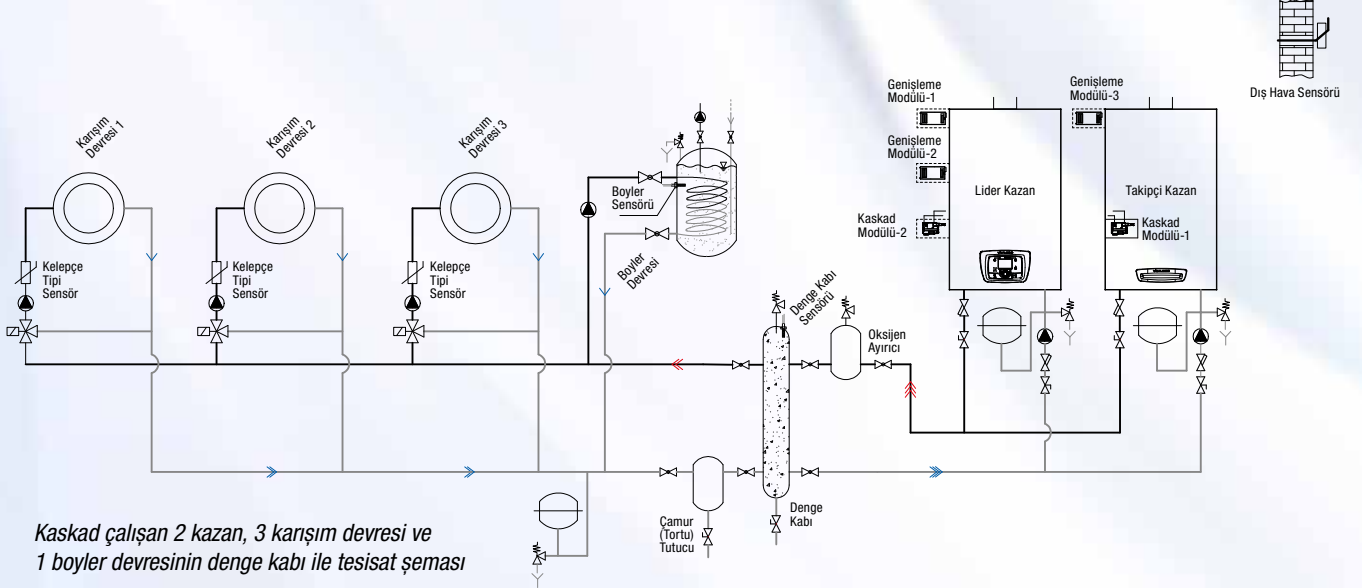 Dış Hava Sensörü
Genişleme
Modülü-1
Genişleme
Modülü-2
Kaskad
Modülü-2
Lider Kazan
Genişleme
Modülü-3
Takipçi Kazan
Kaskad
Modülü-1
Karışım
Devresi 1
Karışım
Devresi 2
Karışım
Devresi 3
Boyler
Sensörü
Boyler
Devresi
Kelepçe
Tipi
Sensör
Kelepçe
Tipi
Sensör
Kelepçe
Tipi
Sensör
Denge Kabı
Sensörü
Oksijen
Ayırıcı
Çamur
(Tortu)
Tutucu
Denge
Kabı
Kaskad çalışan 2 kazan, 3 karışım devresi ve
1 boyler devresinin denge kabı ile tesisat şeması